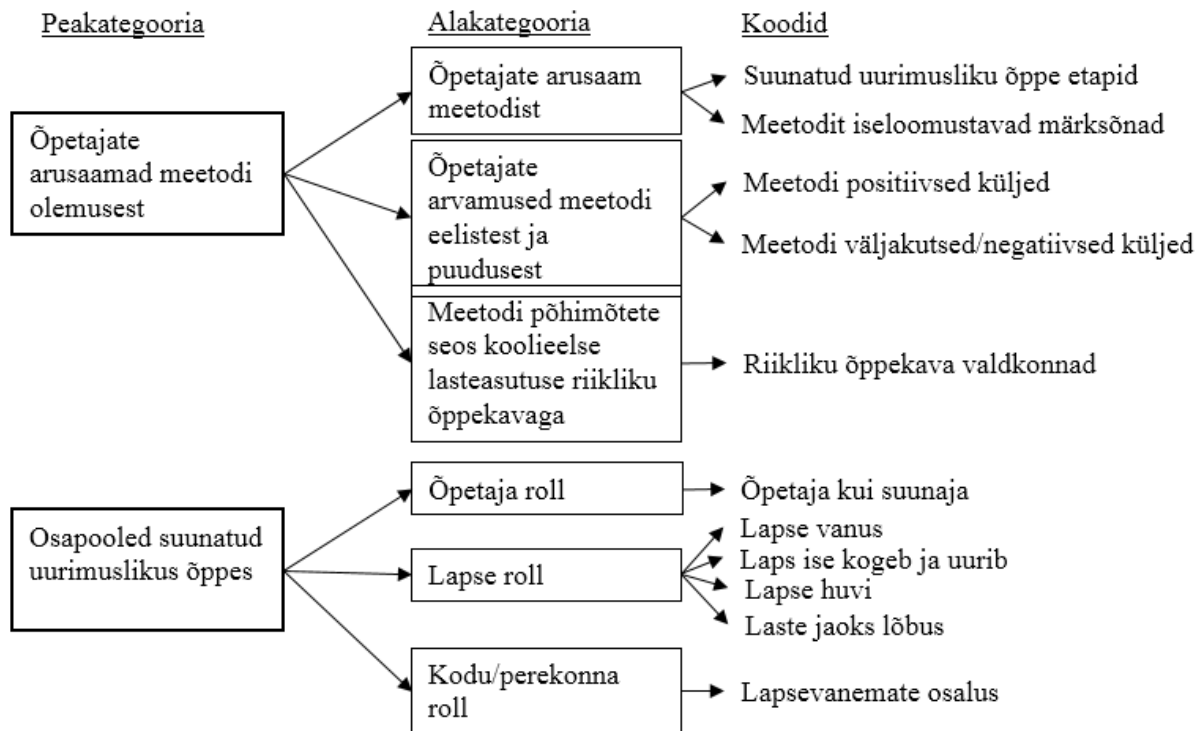 Peakategooria
Alakategooria
Koodid
Õpetajate
arusaamad meetodi
olemusest
Õpetajate arusaam
meetodist
Suunatud uurimusliku õppe etapid
Meetodit iseloomustavad märksõnad
Õpetajate
arvamused meetodi
eelistest ja
puudusest
Meetodi positiivsed küljed
Meetodi väljakutsed/negatiivsed küljed
Meetodi põhimõtete
seos koolieelse
lasteasutuse riikliku
õppekavaga
Riikliku õppekava valdkonnad
Osapooled suunatud
uurimuslikus õppes
Õpetaja roll
Õpetaja kui suunaja
Lapse roll
Lapse vanus
Laps ise kogeb ja uurib
Lapse huvi
Laste jaoks lõbus
Kodu/perekonna
roll
Lapsevanemate osalus